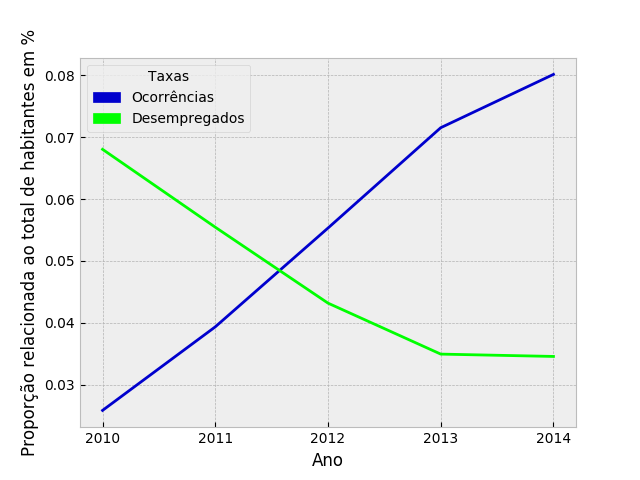 Proporção relacionada ao total de habitantes em %
0.08
0.07
0.06
0.05
0.04
0.03
Taxas
Ocorrências
Desempregados
2010 2011 2012 2013 2014
Ano